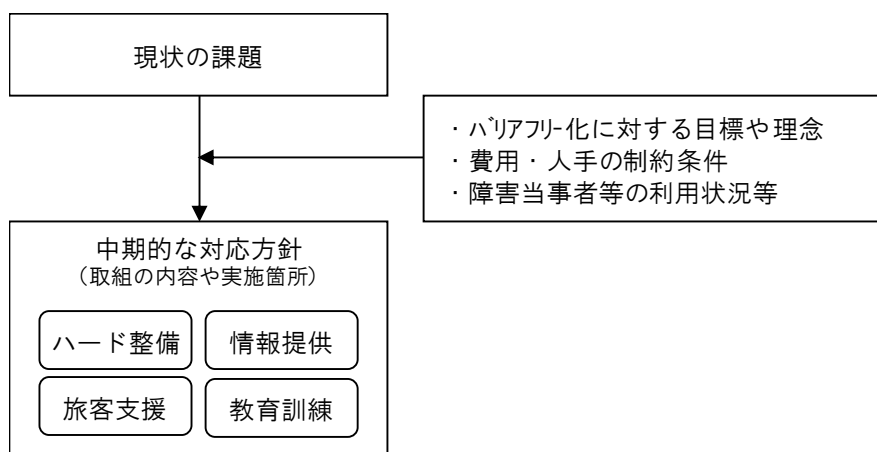 現状の課題
・ﾊﾞﾘｱﾌﾘｰ化に対する目標や理念
・費用・人手の制約条件
・障害当事者等の利用状況等
中期的な対応方針
（取組の内容や実施箇所）
ハード整備 情報提供
旅客支援 教育訓練